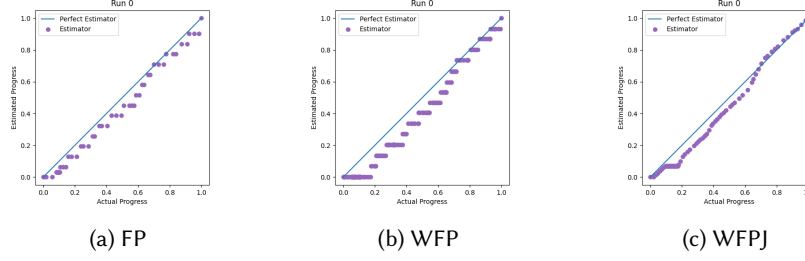 Run 0
Perfect Estimator
Estimator
1.0
0.8
0.6
0.4
0.2
0.0
Estimated Progress
0.0 0.2 0.4 0.6 0.8 1.0
Actual Progress
(a) FP
Run 0
Perfect Estimator
Estimator
1.0
0.8
0.6
0.4
0.2
0.0
Estimated Progress
0.0 0.2 0.4 0.6 0.8 1.0
Actual Progress
(b) WFP
Run 0
Perfect Estimator
Estimator
1.0
0.8
0.6
0.4
0.2
0.0
Estimated Progress
0.0 0.2 0.4 0.6 0.8 1.0
Actual Progress
(c) WFPJ